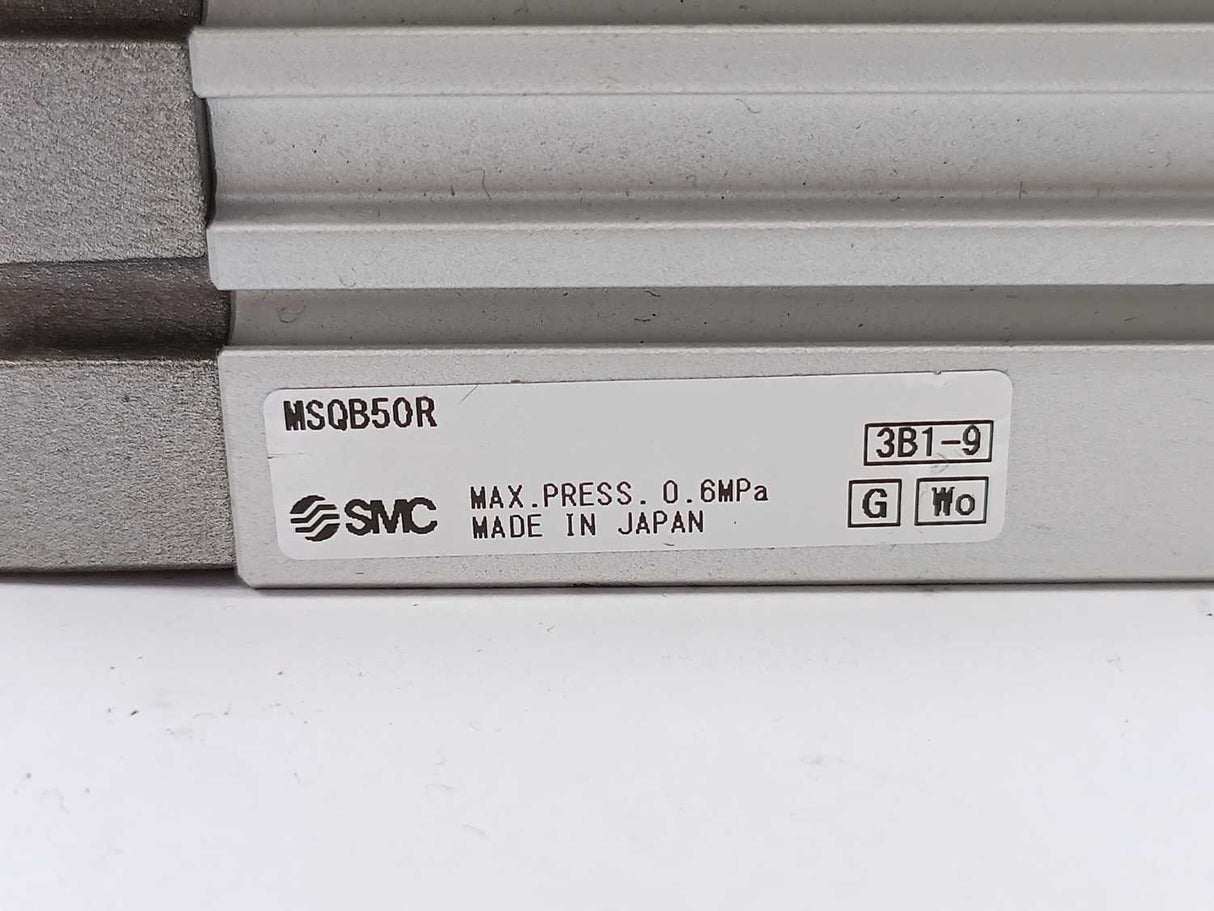 MSQB50R
3B1-9
SMC MAX.PRESS. 0.6MPa
MADE IN JAPAN
G Wo